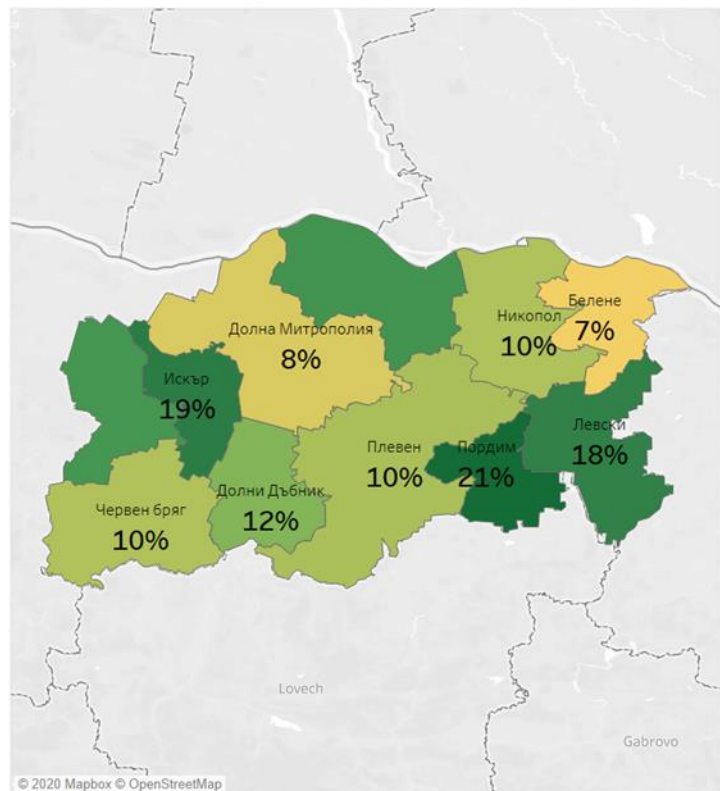 Белене
7%
Никопол
10%
Долна Митрополия
8%
Искър
19%
Левски
18%
Плевен
10%
Пордим
21%
Долни Дъбник
12%
Червен бряг
10%
Lovech
Gabrovo
© 2020 Mapbox © OpenStreetMap